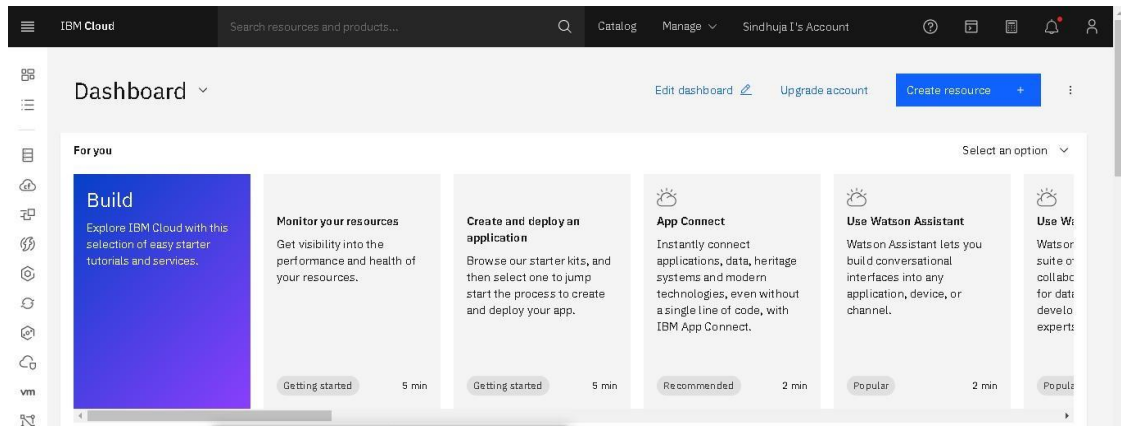 IBM Cloud
Search resources and products...
Catalog
Manage
Sindhuja I's Account
Dashboard
Edit dashboard
Upgrade account
Create resource +
For you
Select an option
Build
Explore IBM Cloud with this
selection of easy starter
tutorials and services.
Monitor your resources
Get visibility into the
performance and health of
your resources.
Getting started
5 min
Create and deploy an
application
Browse our starter kits, and
then select one to jump
start the process to create
and deploy your app.
Getting started
5 min
App Connect
Instantly connect
applications, data, heritage
systems and modern
technologies, even without
a single line of code, with
IBM App Connect.
Recommended
2 min
Use Watson Assistant
Watson Assistant lets you
build conversational
interfaces into any
application, device, or
channel.
Popular
2 min
Use
suite
for
vm